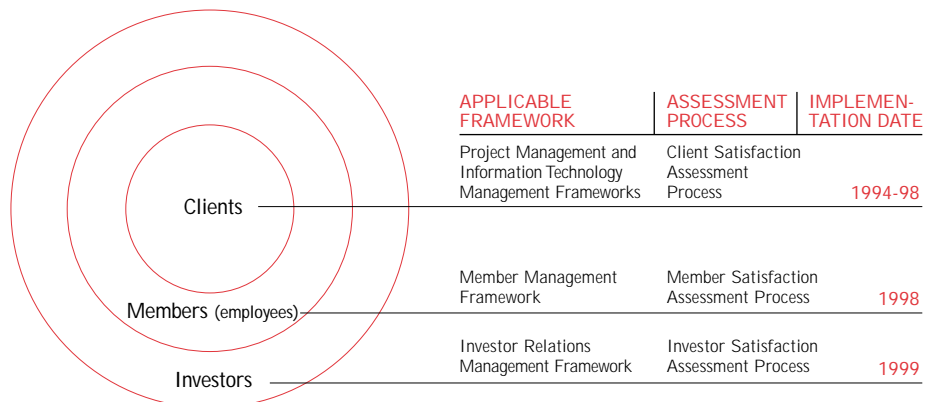 APPLICABLE FRAMEWORK
ASSESSMENT PROCESS
IMPLEMEN-
TATION DATE
Clients
Project Management and
Information Technology
Management Frameworks
Client Satisfaction
Assessment
Process
1994-98
Members (employees)
Member Management
Framework
Member Satisfaction
Assessment Process
1998
Investors
Investor Relations
Management Framework
Investor Satisfaction
Assessment Process
1999